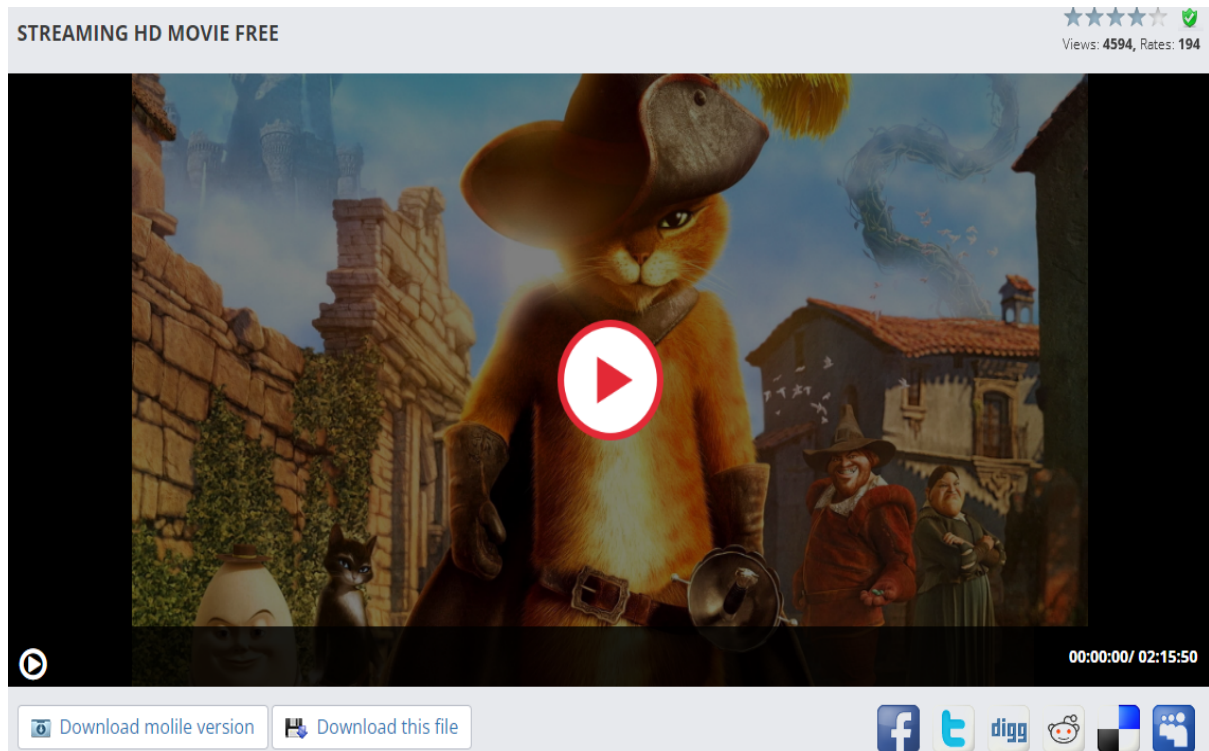 STREAMING HD MOVIE FREE
Views: 4594, Rates: 194
00:00:00/ 02:15:50
Download molile version
Download this file
digg